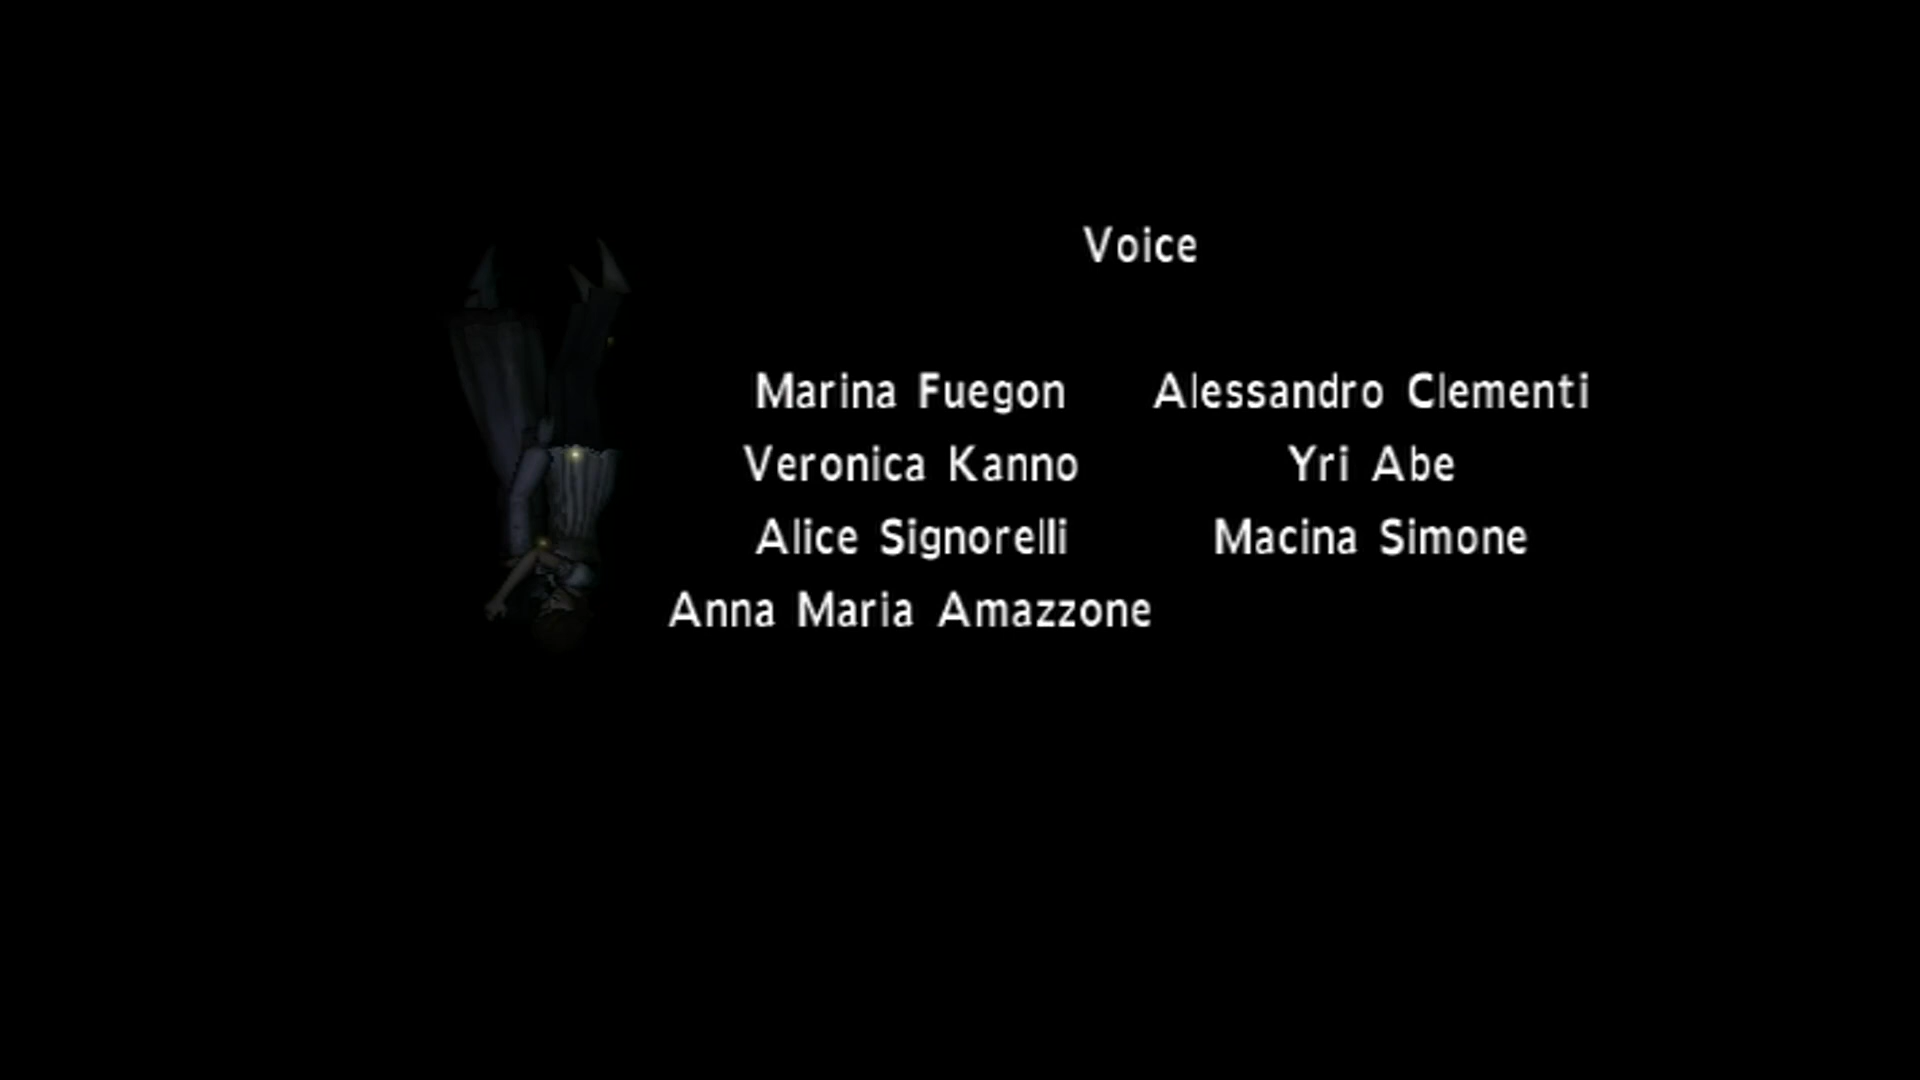 Voice
Marina Fuegon Alessandro Clementi
Veronica Kanno Yri Abe
Alice Signorelli Macina Simone
Anna Maria Amazzone